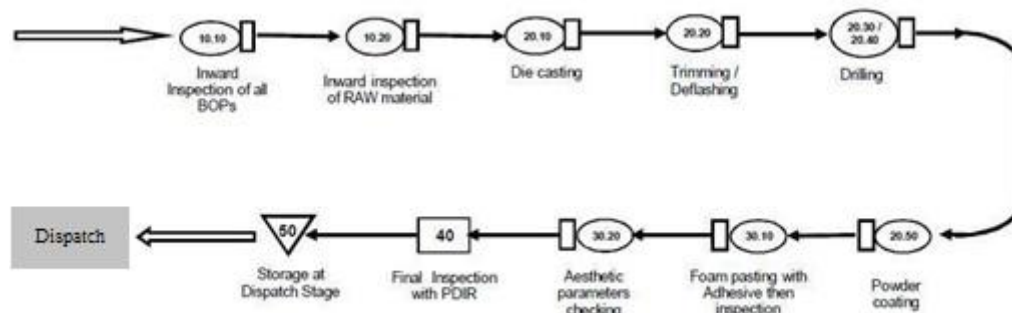 10.10
10.20
20.10
20.20
20.30 /
20.40
Inward
Inspection of all
BOPs
Inward inspection
of RAW material
Die casting
Trimming /
Deflashing
Drilling
Dispatch
50
40
30.20
30.10
20.50
Storage at
Dispatch Stage
Final Inspection
with PDIR
Aesthetic
parameters
checking
Foam pasting with
Adhesive then
inspection
Powder
coating